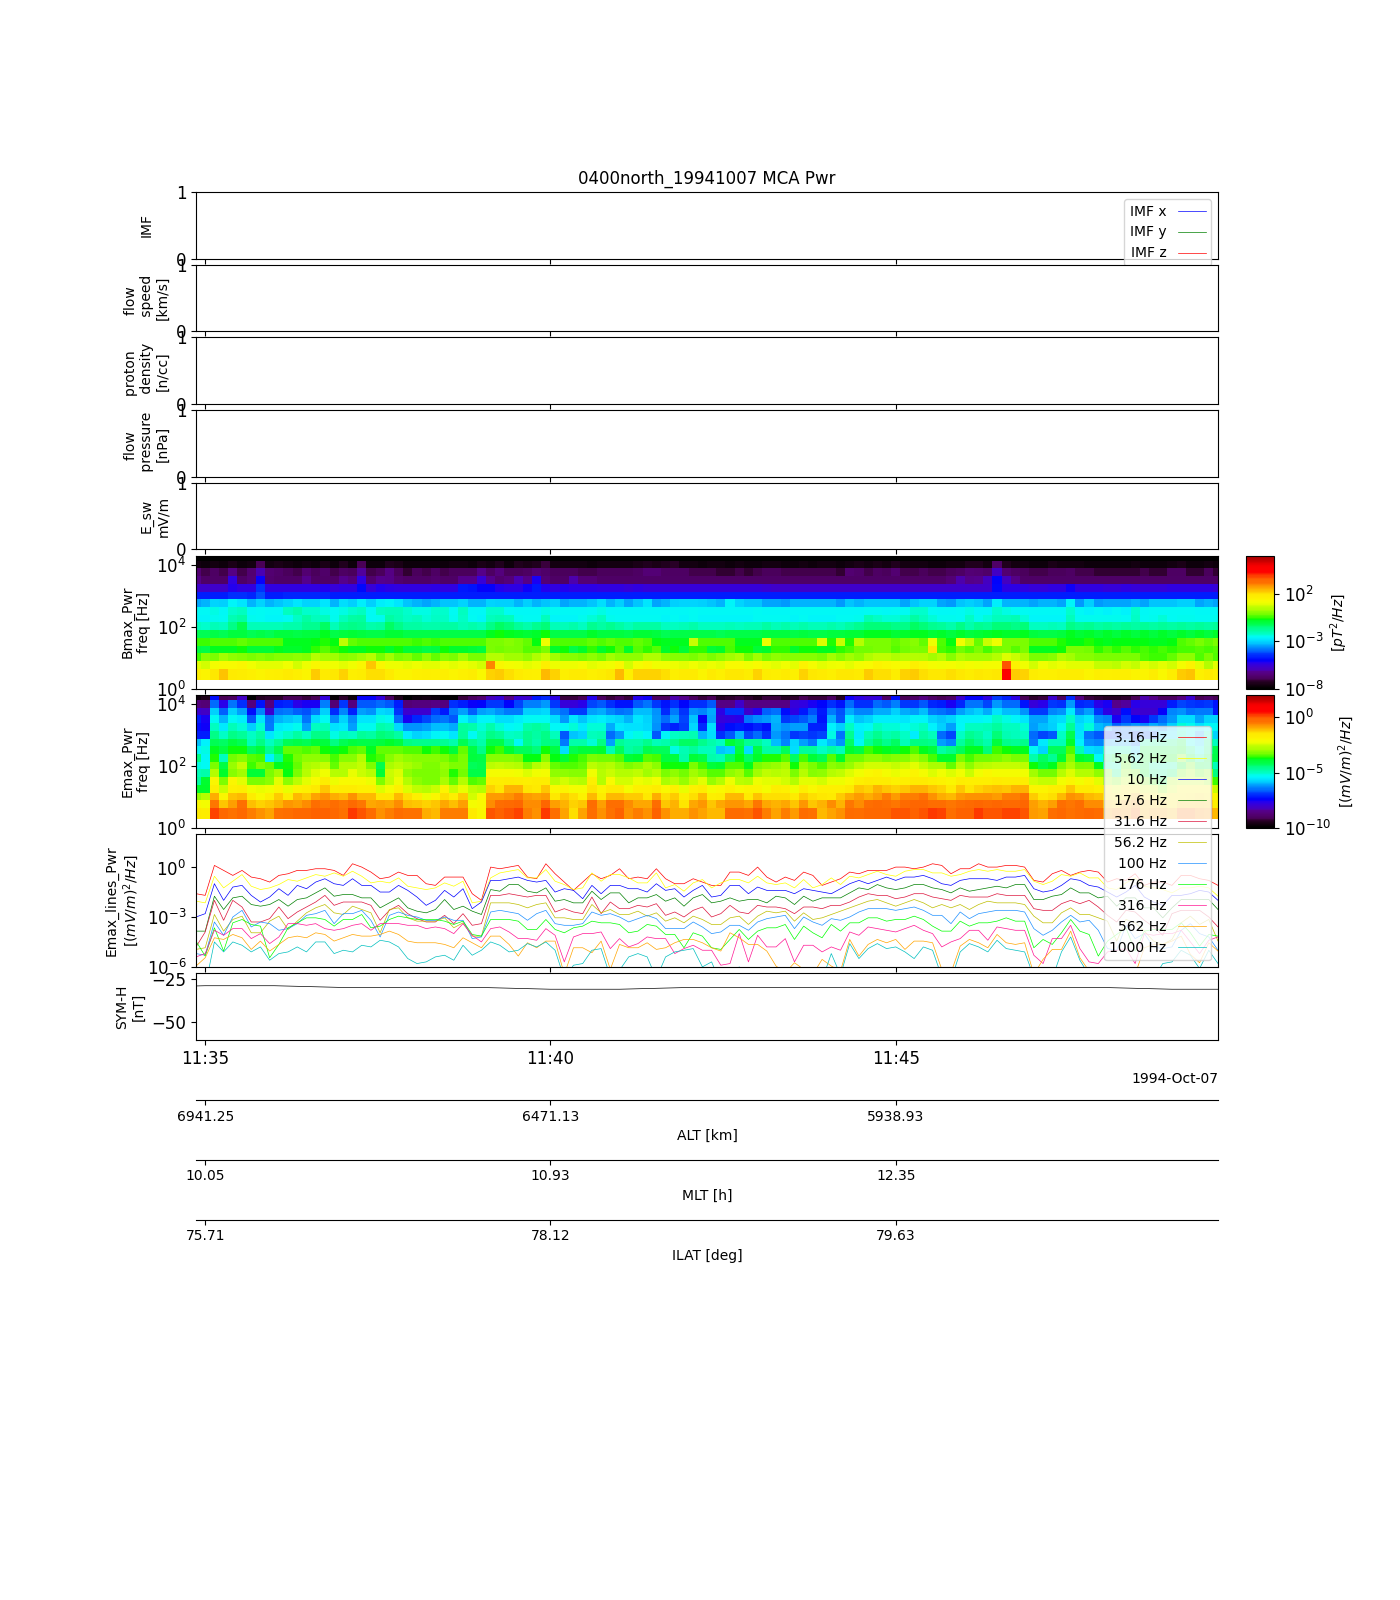 0400north_19941007 MCA Pwr
1
IMF
0
IMF x
IMF y
IMF z
1
flow
speed
[km/s]
0
1
proton
density
[n/cc]
0
1
flow
pressure
[nPa]
0
1
E_sw
mV/m
0
10^4
10^2
10^0
Bmax_Pwr
freq [Hz]
10^2
10^-3
10^-8
[pT^2/Hz]
10^4
10^2
10^0
Emax_Pwr
freq [Hz]
10^0
10^-5
10^-10
[(mV/m)^2/Hz]
3.16 Hz
5.62 Hz
10 Hz
17.6 Hz
31.6 Hz
56.2 Hz
100 Hz
176 Hz
316 Hz
562 Hz
1000 Hz
10^0
10^-3
10^-6
Emax_lines_Pwr
[(mV/m)^2/Hz]
−25
−50
SYM-H
[nT]
11:35 11:40 11:45
1994-Oct-07
6941.25 6471.13 5938.93
ALT [km]
10.05 10.93 12.35
MLT [h]
75.71 78.12 79.63
ILAT [deg]